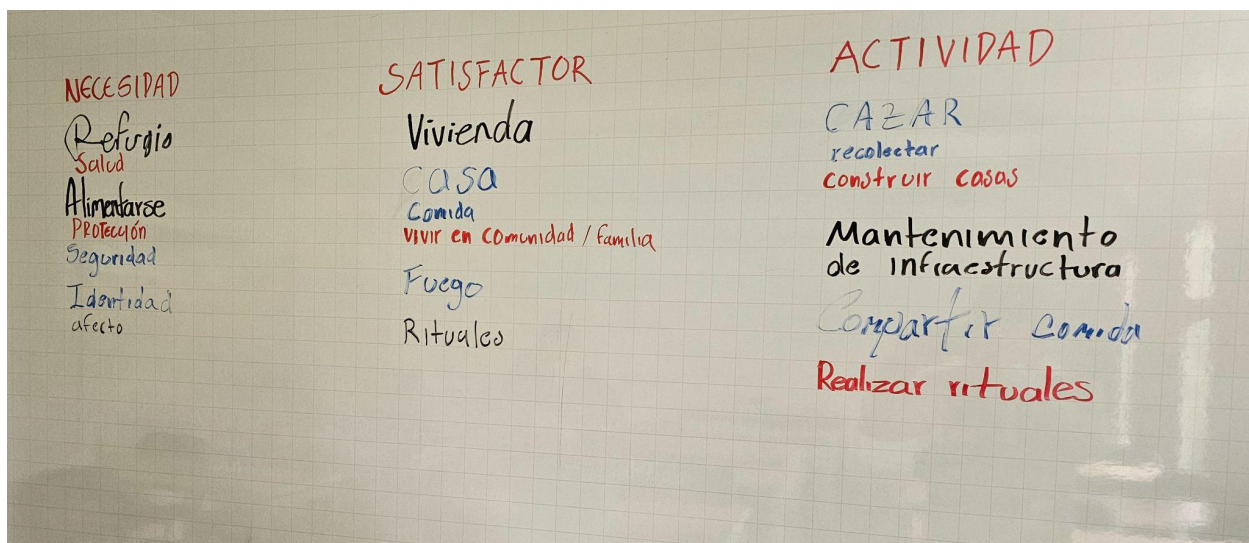 NECESIDAD
Refugio
Salud
Alimentarse
PROTECCIÓN
Seguridad
Identidad
afecto
SATISFACTOR
Vivienda
CASA
Comida
vivir en comunidad / familia
Fuego
Rituales
ACTIVIDAD
CAZAR
recolectar
construir casas
Mantenimiento
de infraestructura
Compartir comida
Realizar rituales